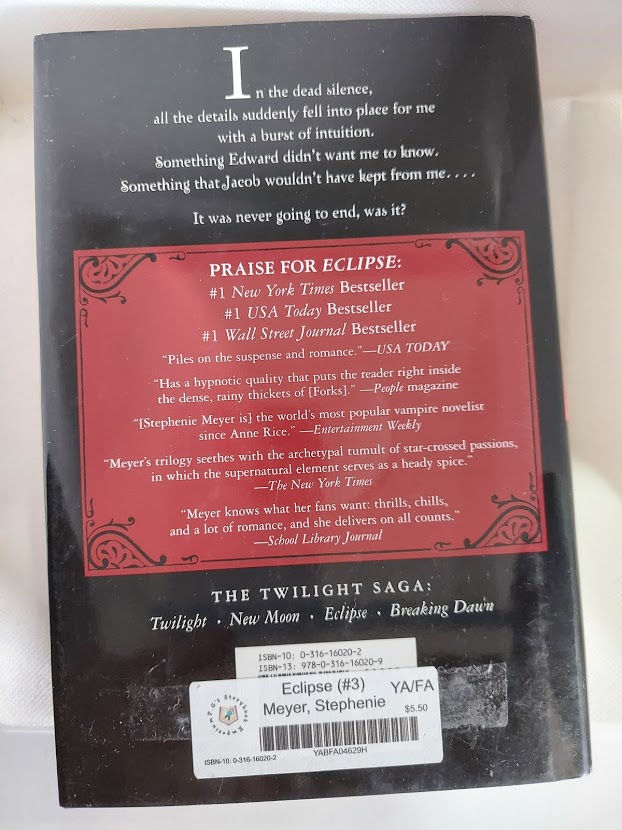 In the dead silence,
all the details suddenly fell into place for me
with a burst of intuition.
Something Edward didn't want me to know.
Something that Jacob wouldn't have kept from me....
It was never going to end, was it?
PRAISE FOR ECLIPSE:
#1 New York Times Bestseller
#1 USA Today Bestseller
#1 Wall Street Journal Bestseller
"Piles on the suspense and romance."—USA TODAY
"Has a hypnotic quality that puts the reader right inside
the dense, rainy thickets of [Forks]." —People magazine
"[Stephenie Meyer is] the world's most popular vampire novelist
since Anne Rice." —Entertainment Weekly
"Meyer's trilogy seethes with the archetypal tumult of star-crossed passions,
in which the supernatural element serves as a heady spice."
—The New York Times
"Meyer knows what her fans want: thrills, chills,
and a lot of romance, and she delivers on all counts."
—School Library Journal
THE TWILIGHT SAGA:
Twilight · New Moon · Eclipse · Breaking Dawn
ISBN-10: 0-316-16020-2
ISBN-13: 978-0-316-16020-9
Eclipse (#3) YA/FA
Meyer, Stephenie $5.50
YABFA04629H
ISBN-10: 0-316-16020-2